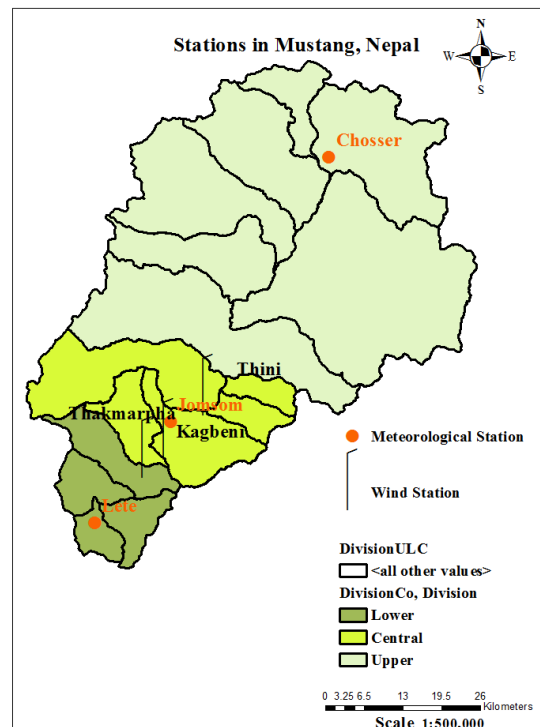 Stations in Mustang, Nepal
N
W E
S
Chosser
Thini
Jomsom
Thakmarpha
Kagbeni
Lete
Meteorological Station
Wind Station
DivisionULC
<all other values>
DivisionCo, Division
Lower
Central
Upper
0 3.25 6.5 13 19.5 26
Kilometers
Scale 1:500,000